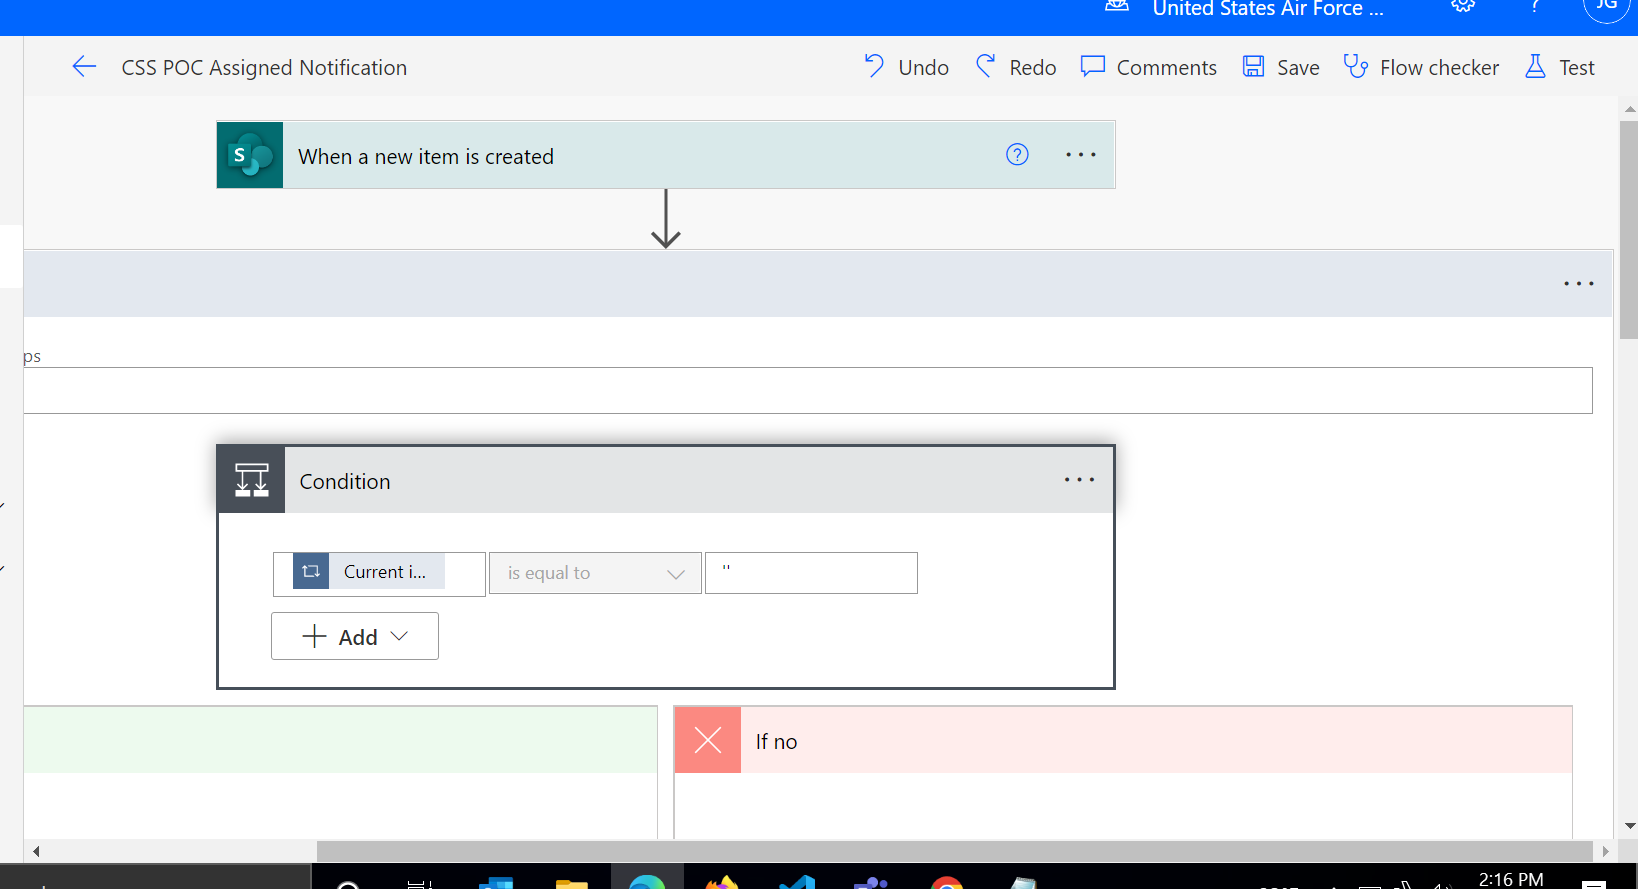 United States Air Force ...
?
JG
CSS POC Assigned Notification
Undo
Redo
Comments
Save
Flow checker
Test
S
When a new item is created
?
ps
Condition
Current i...
is equal to
''
Add
If no
2:16 PM